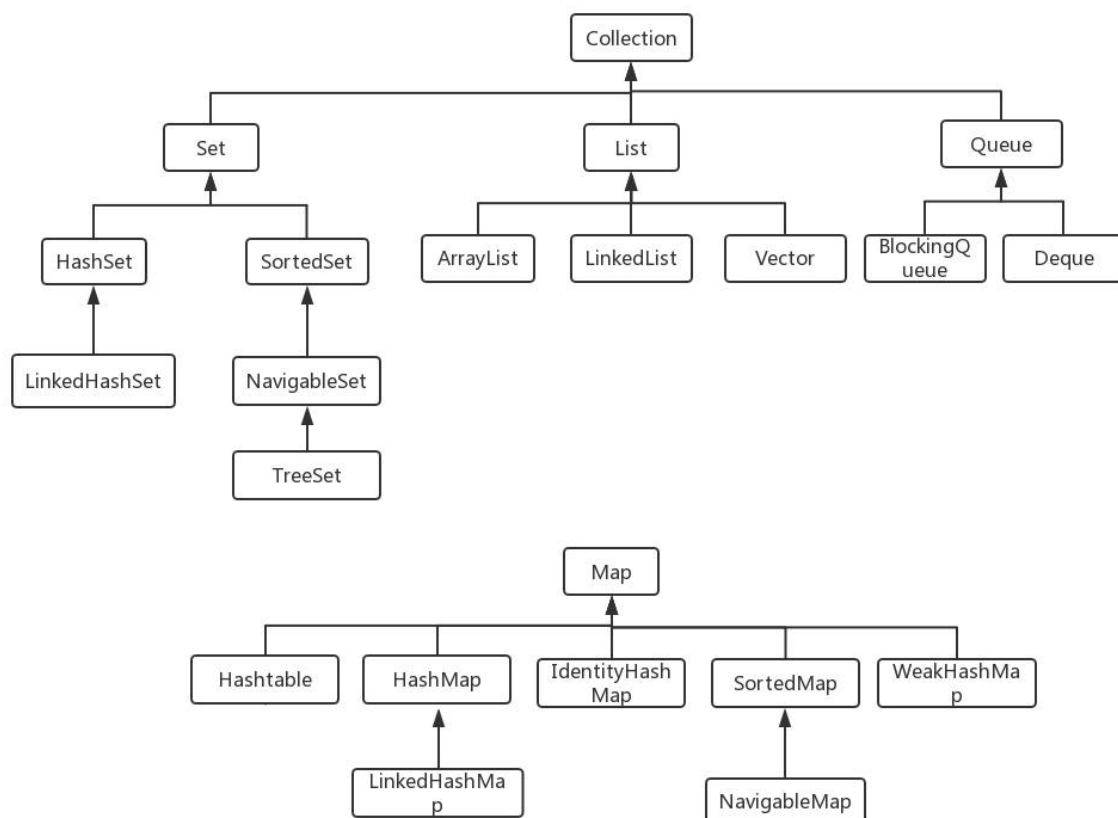 Collection
Set
List
Queue
HashSet
SortedSet
ArrayList
LinkedList
Vector
BlockingQ
ueue
Deque
LinkedHashSet
NavigableSet
TreeSet
Map
Hashtable
HashMap
IdentityHash
Map
SortedMap
WeakHashMa
p
LinkedHashMa
p
NavigableMap